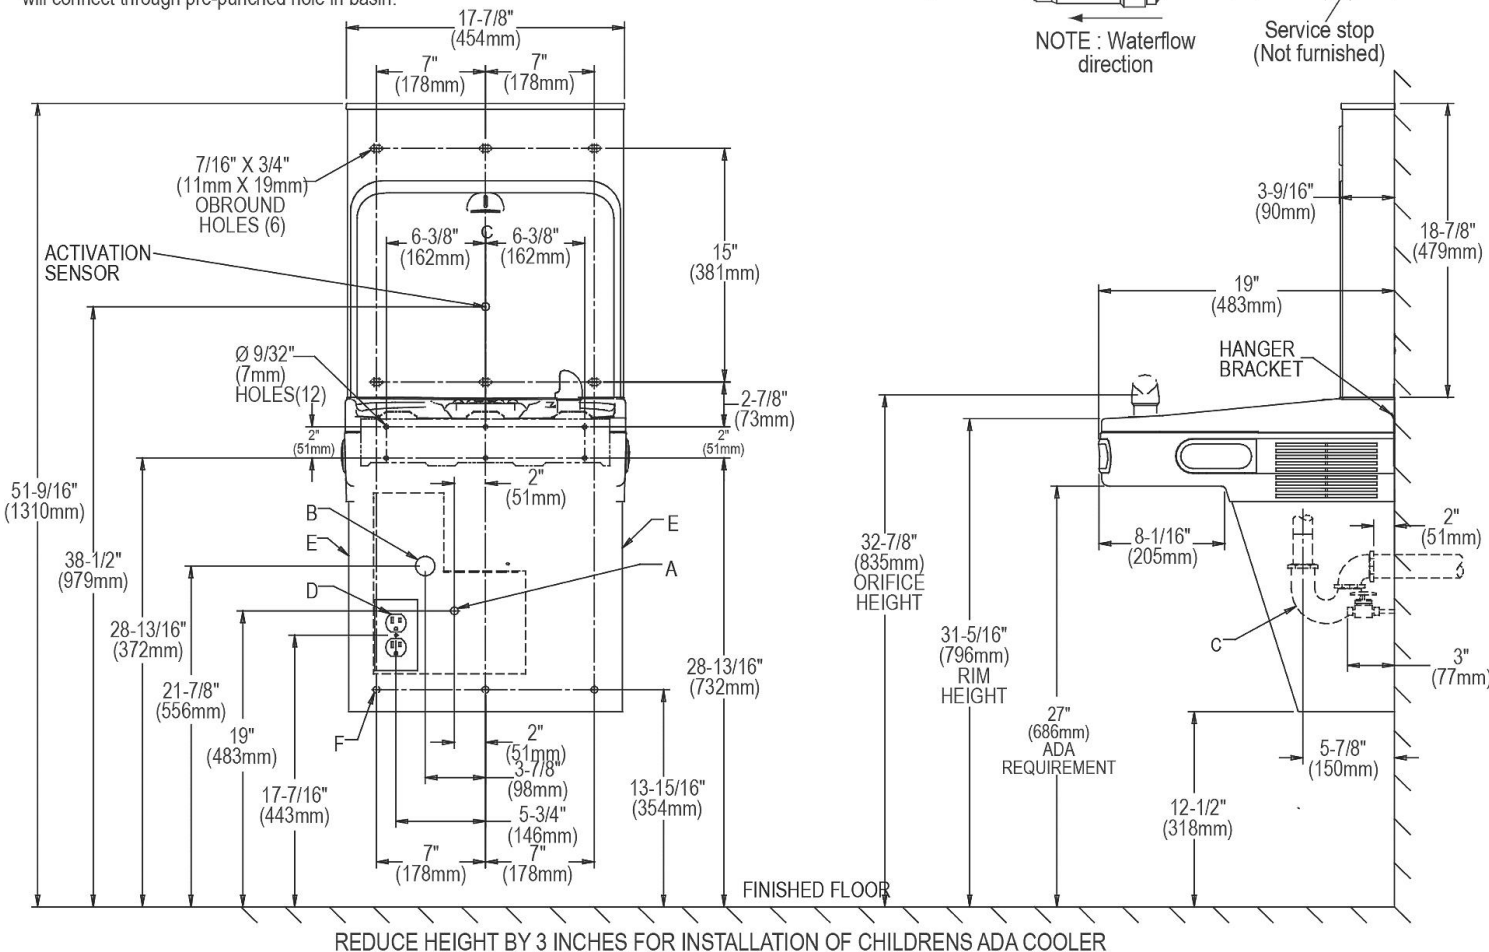 will connect through pre-punched hole in basin.
17-7/8"
(454mm)
7"
(178mm)
7"
(178mm)
NOTE : Waterflow
direction
Service stop
(Not furnished)
7/16" X 3/4"
(11mm X 19mm)
OBROUND
HOLES (6)
ACTIVATION
SENSOR
C
6-3/8"
(162mm)
6-3/8"
(162mm)
15"
(381mm)
3-9/16"
(90mm)
18-7/8"
(479mm)
19"
(483mm)
HANGER
BRACKET
Ø 9/32"
(7mm)
HOLES(12)
2-7/8"
(73mm)
2"
(51mm)
2"
(51mm)
2"
(51mm)
51-9/16"
(1310mm)
38-1/2"
(979mm)
28-13/16"
(372mm)
21-7/8"
(556mm)
19"
(483mm)
17-7/16"
(443mm)
B
E
D
E
A
F
2"
(51mm)
3-7/8"
(98mm)
5-3/4"
(146mm)
7"
(178mm)
7"
(178mm)
28-13/16"
(732mm)
13-15/16"
(354mm)
32-7/8"
(835mm)
ORIFICE
HEIGHT
31-5/16"
(796mm)
RIM
HEIGHT
27"
(686mm)
ADA
REQUIREMENT
8-1/16"
(205mm)
2"
(51mm)
C
3"
(77mm)
5-7/8"
(150mm)
12-1/2"
(318mm)
FINISHED FLOOR
REDUCE HEIGHT BY 3 INCHES FOR INSTALLATION OF CHILDRENS ADA COOLER